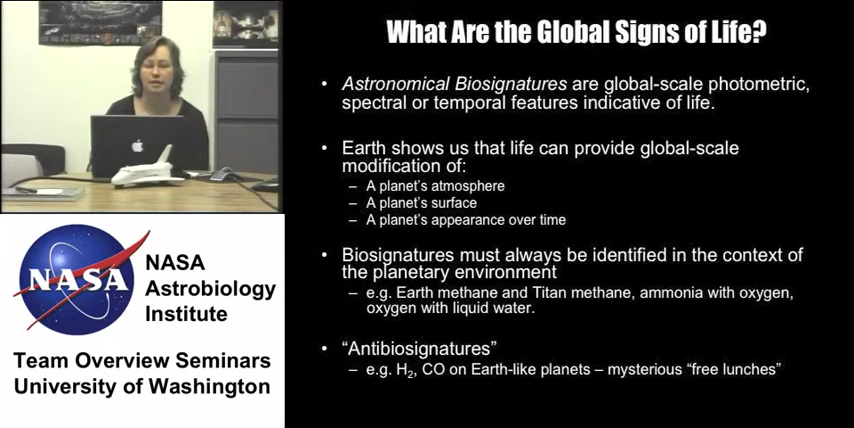 What Are the Global Signs of Life?
• Astronomical Biosignatures are global-scale photometric,
spectral or temporal features indicative of life.
• Earth shows us that life can provide global-scale
modification of:
– A planet's atmosphere
– A planet's surface
– A planet's appearance over time
• Biosignatures must always be identified in the context of
the planetary environment
– e.g. Earth methane and Titan methane, ammonia with oxygen,
oxygen with liquid water.
• “Antibiosignatures”
– e.g. H₂, CO on Earth-like planets – mysterious “free lunches”
NASA
NASA
Astrobiology
Institute
Team Overview Seminars
University of Washington